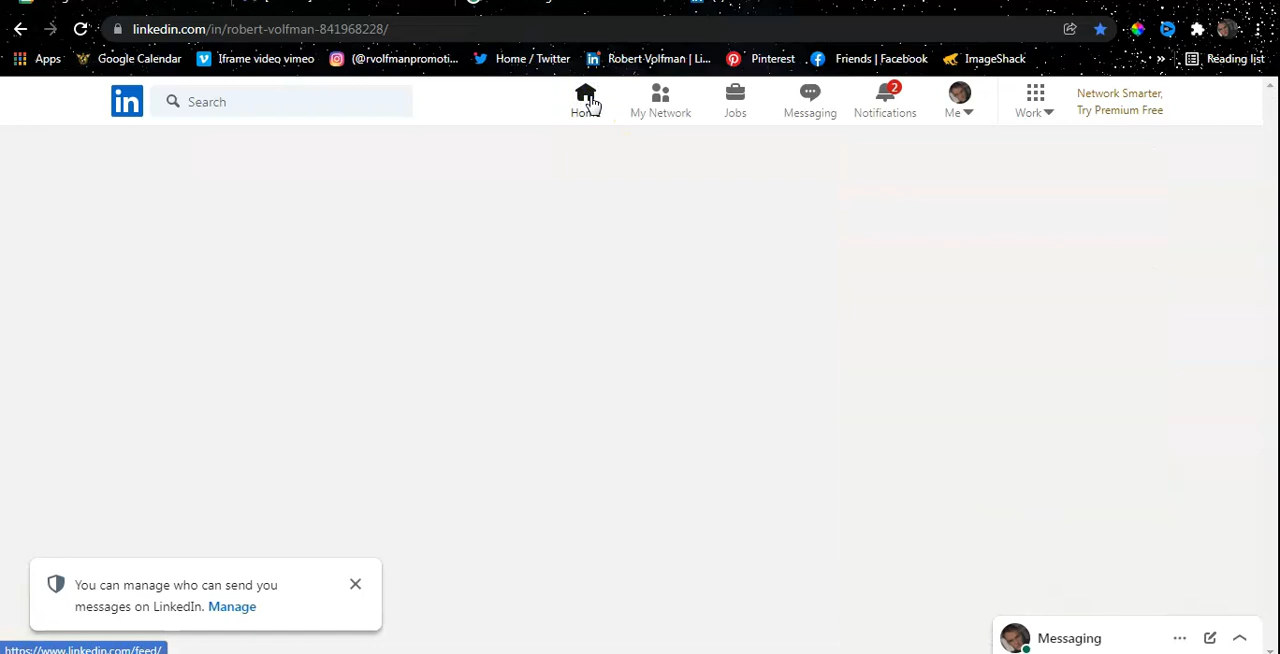 linkedin.com/in/robert-volfman-841968228/
Apps Google Calendar Iframe video vimeo (@rvolfmanpromoti... Home / Twitter Robert Volfman | Li... Pinterest Friends | Facebook ImageShack » Reading list
in Search Home My Network Jobs Messaging 2 Notifications Me Work Network Smarter,
Try Premium Free
You can manage who can send you
messages on LinkedIn. Manage
Messaging
https://www.linkedin.com/feed/